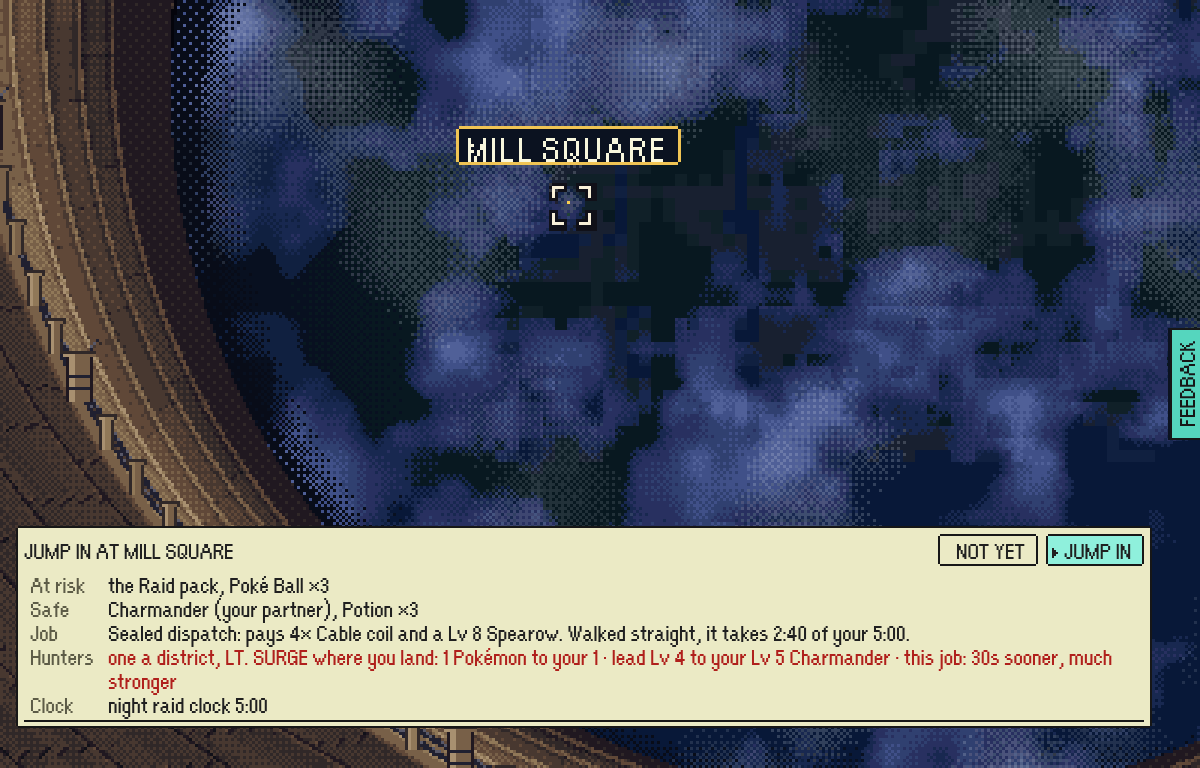 MILL SQUARE
FEEDBACK
JUMP IN AT MILL SQUARE
NOT YET
JUMP IN
At risk the Raid pack, Poké Ball ×3
Safe Charmander (your partner), Potion ×3
Job Sealed dispatch: pays 4× Cable coil and a Lv 8 Spearow. Walked straight, it takes 2:40 of your 5:00.
Hunters one a district, LT. SURGE where you land: 1 Pokémon to your 1 · lead Lv 4 to your Lv 5 Charmander · this job: 30s sooner, much
stronger
Clock night raid clock 5:00